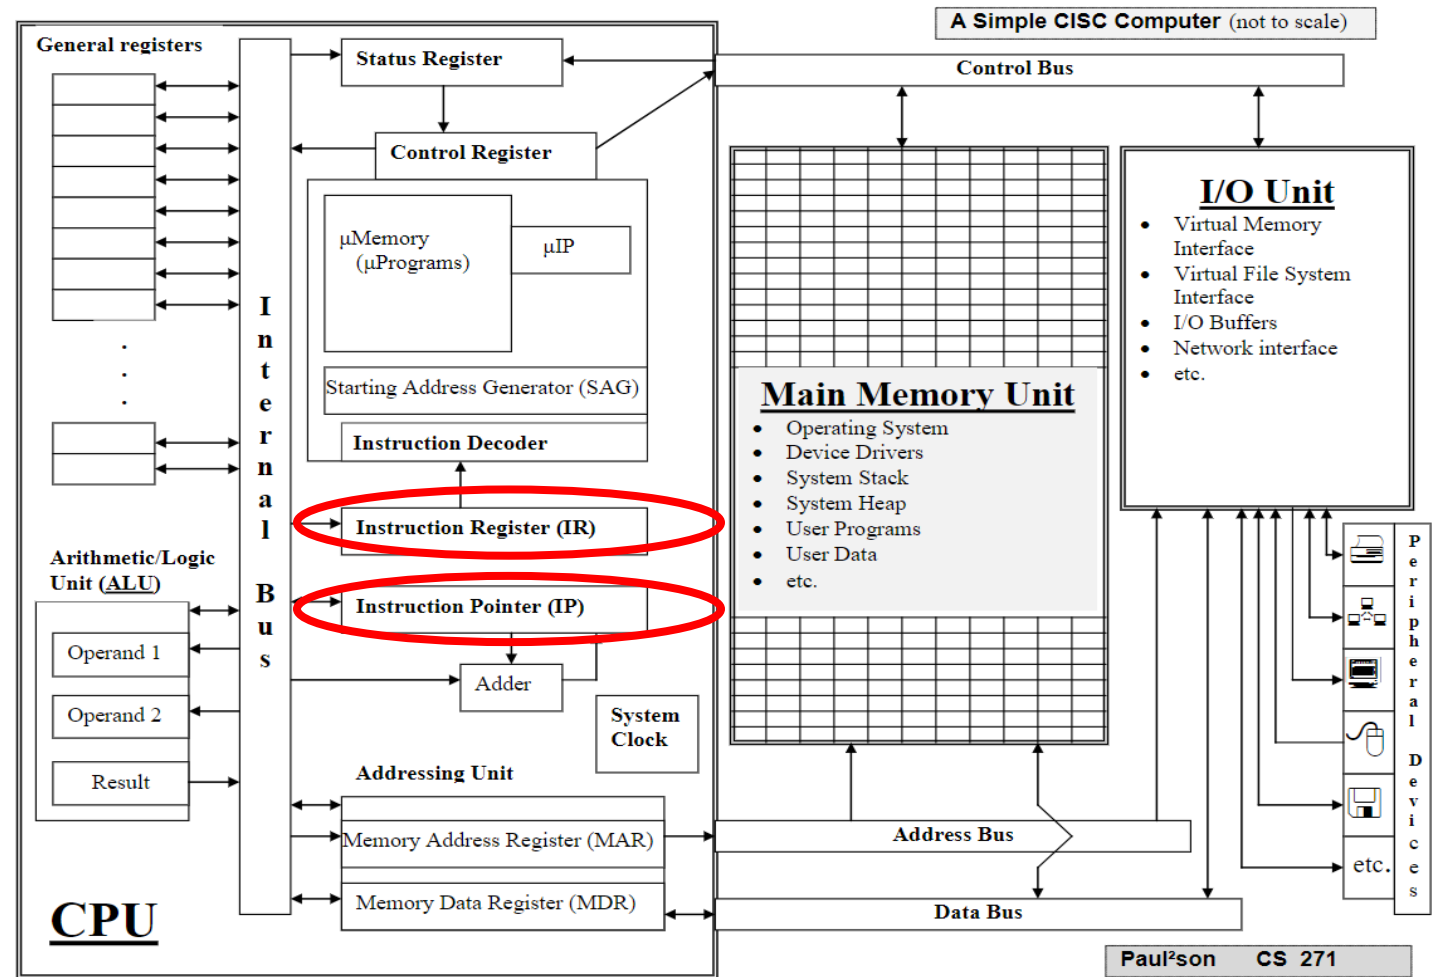 A Simple CISC Computer (not to scale)
General registers
Status Register
Control Bus
Control Register
µMemory
(µPrograms)
µIP
Starting Address Generator (SAG)
Instruction Decoder
Instruction Register (IR)
Instruction Pointer (IP)
Adder
System
Clock
Internal Bus
.
.
.
Arithmetic/Logic
Unit (ALU)
Operand 1
Operand 2
Result
Addressing Unit
Memory Address Register (MAR)
Memory Data Register (MDR)
CPU
Main Memory Unit
• Operating System
• Device Drivers
• System Stack
• System Heap
• User Programs
• User Data
• etc.
I/O Unit
• Virtual Memory
Interface
• Virtual File System
Interface
• I/O Buffers
• Network interface
• etc.
Address Bus
Data Bus
Peripheral Devices
etc.
Paul²son CS 271